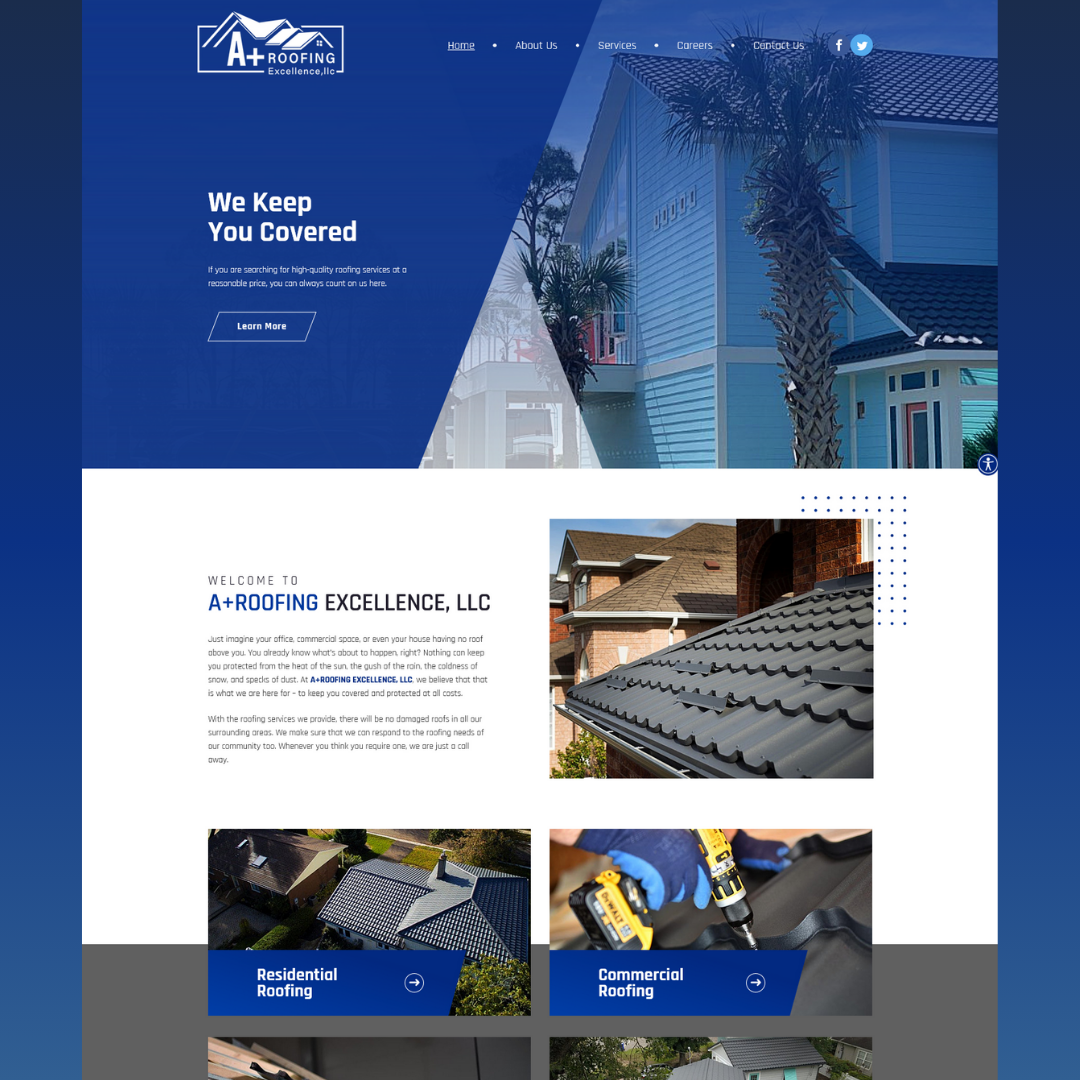 A+ ROOFING
Excellence,llc
Home • About Us • Services • Careers • Contact Us
We Keep
You Covered
If you are searching for high-quality roofing services at a
reasonable price, you can always count on us here.
Learn More
WELCOME TO
A+ROOFING EXCELLENCE, LLC
Just imagine your office, commercial space, or even your house having no roof
above you. You already know what's about to happen, right? Nothing can keep
you protected from the heat of the sun, the gush of the rain, the coldness of
snow, and specks of dust. At A+ROOFING EXCELLENCE, LLC, we believe that that
is what we are here for – to keep you covered and protected at all costs.
With the roofing services we provide, there will be no damaged roofs in all our
surrounding areas. We make sure that we can respond to the roofing needs of
our community too. Whenever you think you require one, we are just a call
away.
DEWALT
Residential
Roofing
Commercial
Roofing